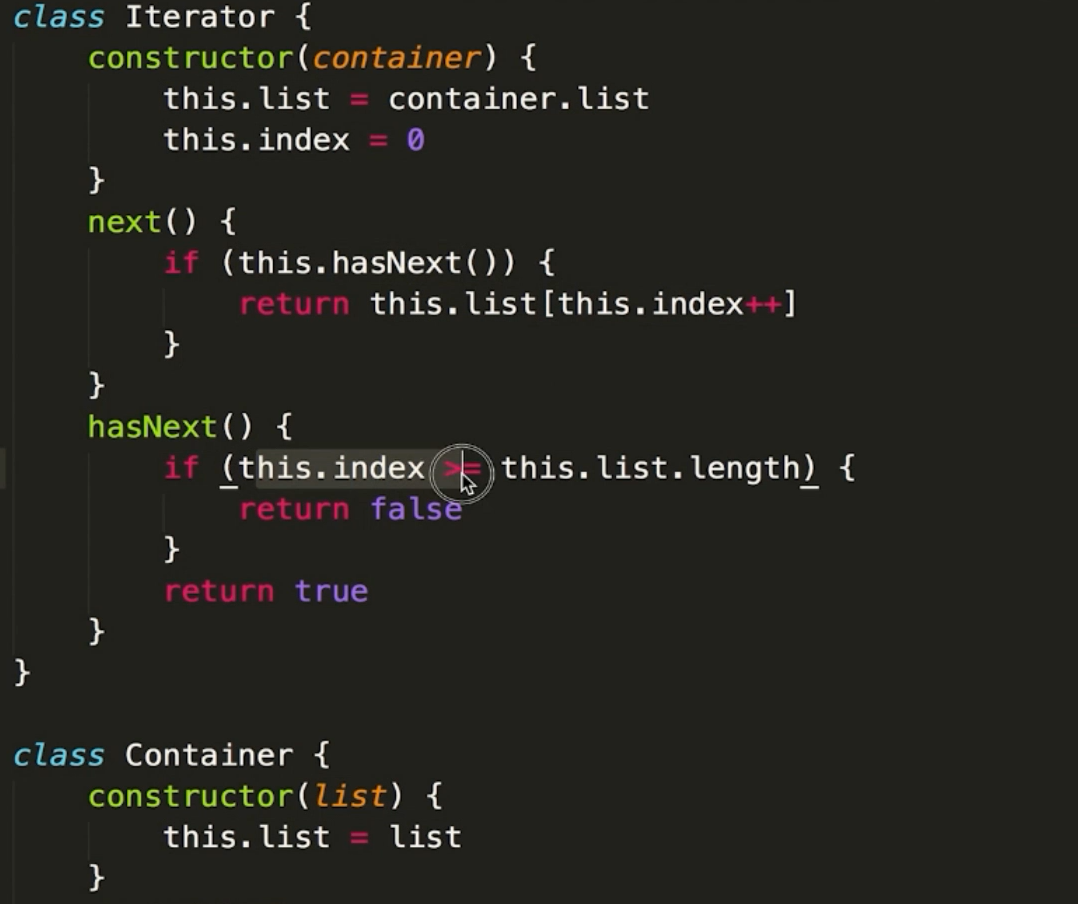 class Iterator {
    constructor(container) {
        this.list = container.list
        this.index = 0
    }
    next() {
        if (this.hasNext()) {
            return this.list[this.index++]
        }
    }
    hasNext() {
        if (this.index >= this.list.length) {
            return false
        }
        return true
    }
}

class Container {
    constructor(list) {
        this.list = list
    }